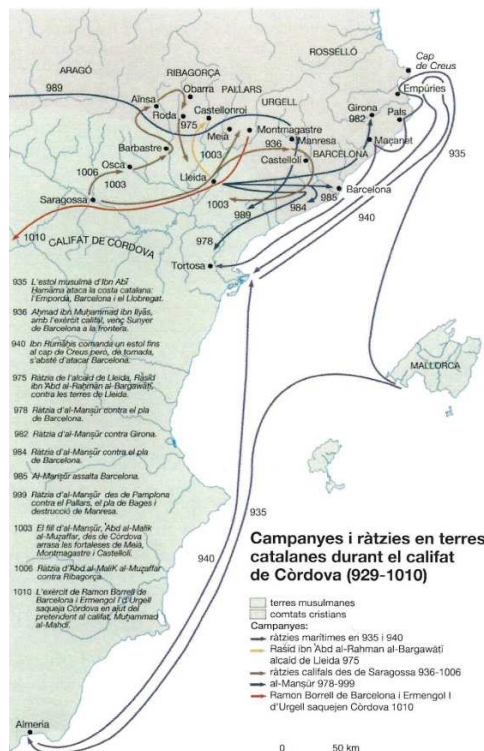 ROSSELLÓ
Cap
de Creus
ARAGÓ
RIBAGORÇA
PALLARS
URGELL
989
Obarra
Aïnsa
Roda
975
Castellonroi
Empúries
Girona
982
Pals
Meià
Montmagastre
936
Manresa
Maçanet
Barbastre
1003
Castellolí
BARCELONA
935
Osca
1006
1003
Lleida
Saragossa
1003
989
984
985
Barcelona
940
1010
CALIFAT DE CÒRDOVA
978
Tortosa
MALLORCA
935 L'estol musulmà d'Ibn Abī
Ḥamāma ataca la costa catalana:
l'Empordà, Barcelona i el Llobregat.
936 Aḥmad ibn Muḥammad ibn Ilyās,
amb l'exèrcit califal, venç Sunyer
de Barcelona a la frontera.
940 Ibn Rumāḥis comanda un estol fins
al cap de Creus però, de tornada,
s'absté d'atacar Barcelona.
975 Ràtzia de l'alcaid de Lleida, Rašīd
ibn ʿAbd al-Raḥmān al-Bargawātī,
contra les terres de Lleida.
978 Ràtzia d'al-Manṣūr contra el pla
de Barcelona.
982 Ràtzia d'al-Manṣūr contra Girona.
984 Ràtzia d'al-Manṣūr contra el pla
de Barcelona.
985 Al-Manṣūr assalta Barcelona.
999 Ràtzia d'al-Manṣūr des de Pamplona
contra el Pallars, el pla de Bages i
destrucció de Manresa.
1003 El fill d'al-Manṣūr, ʿAbd al-Malik
al-Muẓaffar, des de Còrdova
arrasa les fortaleses de Meià,
Montmagastre i Castellolí.
1006 Ràtzia d'ʿAbd al-Malik al-Muẓaffar
contra Ribagorça.
1010 L'exèrcit de Ramon Borrell de
Barcelona i Ermengol I d'Urgell
saqueja Còrdova en ajut del
pretendent al califat, Muḥammad
al-Mahdī.
935
940
Almeria
Campanyes i ràtzies en terres
catalanes durant el califat
de Còrdova (929-1010)
terres musulmanes
comtats cristians
Campanyes:
ràtzies marítimes en 935 i 940
Rašīd ibn ʿAbd al-Rahman al-Bargawātī
alcaid de Lleida 975
ràtzies califals des de Saragossa 936-1006
al-Manṣūr 978-999
Ramon Borrell de Barcelona i Ermengol I
d'Urgell saquejen Còrdova 1010
0 50 km